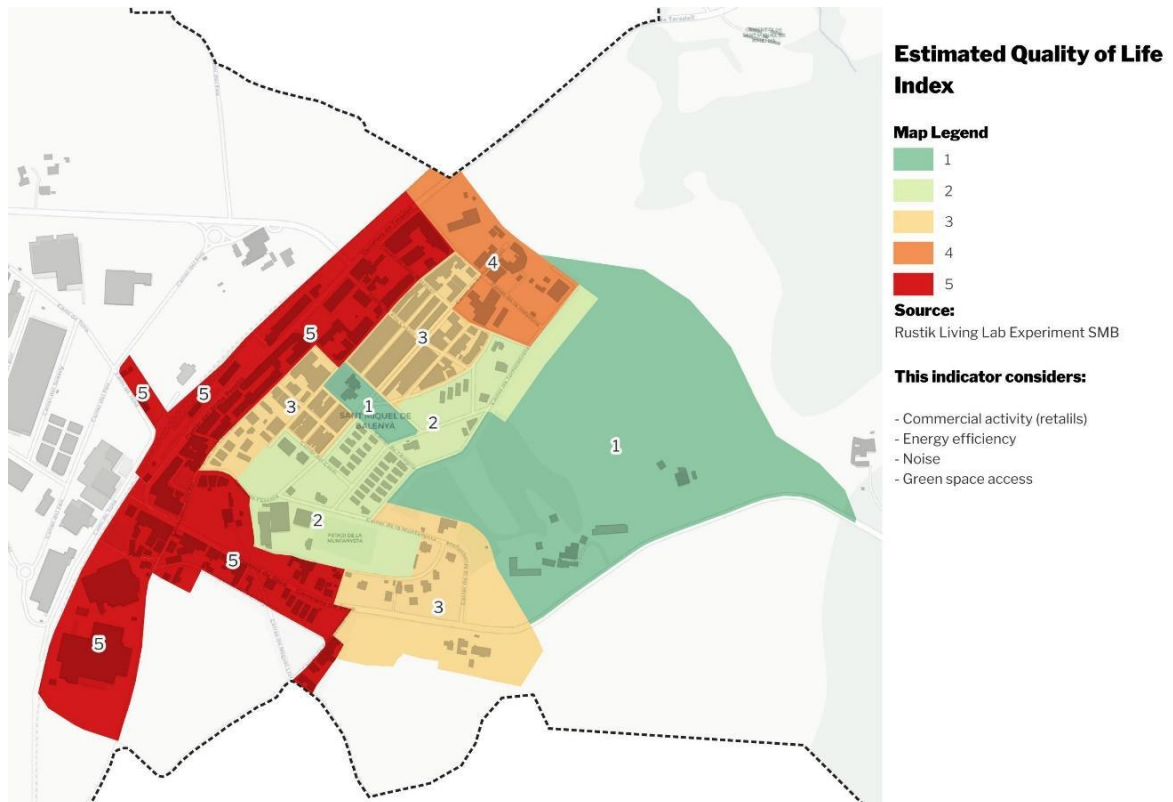 Estimated Quality of Life
Index
Map Legend
1
2
3
4
5
Source:
Rustik Living Lab Experiment SMB
This indicator considers:
- Commercial activity (retalils)
- Energy efficiency
- Noise
- Green space access
4
3
5
5
5
3
1
SANT MIQUEL DE
BALENYÀ
2
1
2
5
3
5